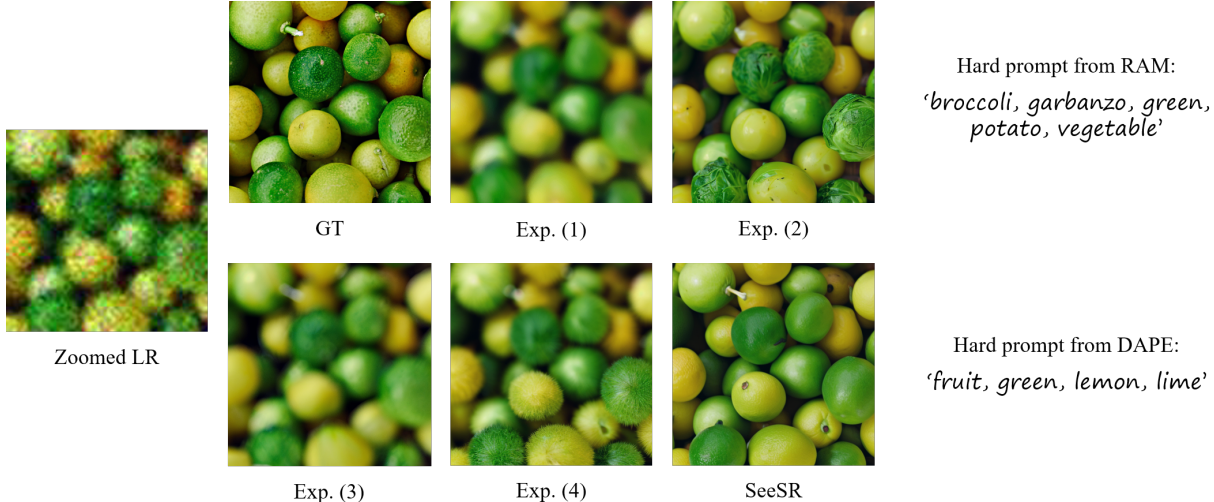 Zoomed LR
GT
Exp. (1)
Exp. (2)
Hard prompt from RAM:
‘broccoli, garbanzo, green,
potato, vegetable’
Exp. (3)
Exp. (4)
SeeSR
Hard prompt from DAPE:
‘fruit, green, lemon, lime’